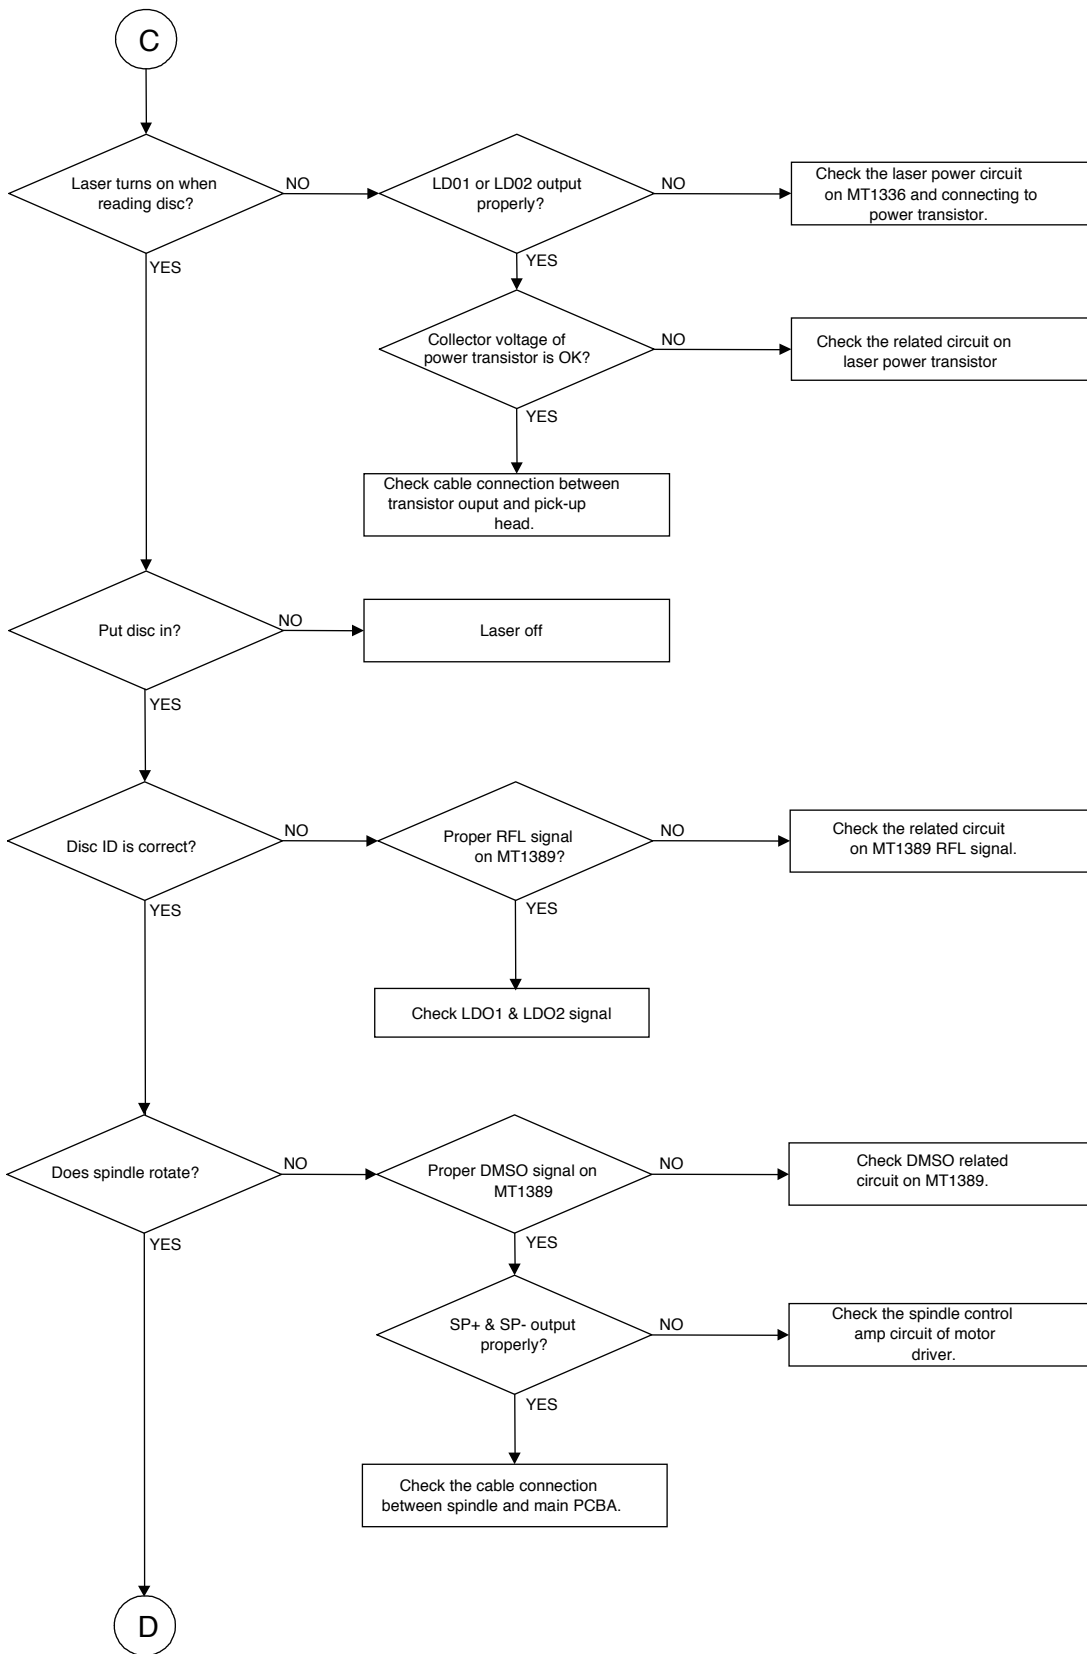 C
Laser turns on when
reading disc?
NO
LD01 or LD02 output
properly?
NO
Check the laser power circuit
on MT1336 and connecting to
power transistor.
YES
YES
Collector voltage of
power transistor is OK?
NO
Check the related circuit on
laser power transistor
YES
Check cable connection between
transistor ouput and pick-up
head.
Put disc in?
NO
Laser off
YES
Disc ID is correct?
NO
Proper RFL signal
on MT1389?
NO
Check the related circuit
on MT1389 RFL signal.
YES
YES
Check LDO1 & LDO2 signal
Does spindle rotate?
NO
Proper DMSO signal on
MT1389
NO
Check DMSO related
circuit on MT1389.
YES
YES
SP+ & SP- output
properly?
NO
Check the spindle control
amp circuit of motor
driver.
YES
Check the cable connection
between spindle and main PCBA.
D